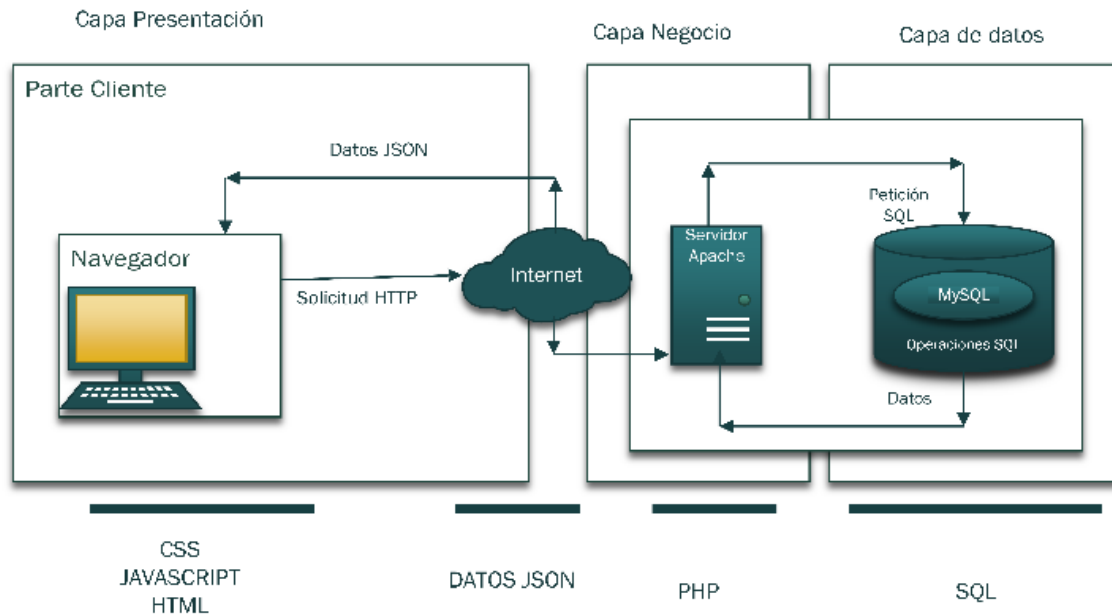 Capa Presentación
Capa Negocio
Capa de datos
Parte Cliente
Datos JSON
Navegador
Solicitud HTTP
Internet
Servidor
Apache
Petición
SQL
MySQL
Operaciones SQL
Datos
CSS
JAVASCRIPT
HTML
DATOS JSON
PHP
SQL